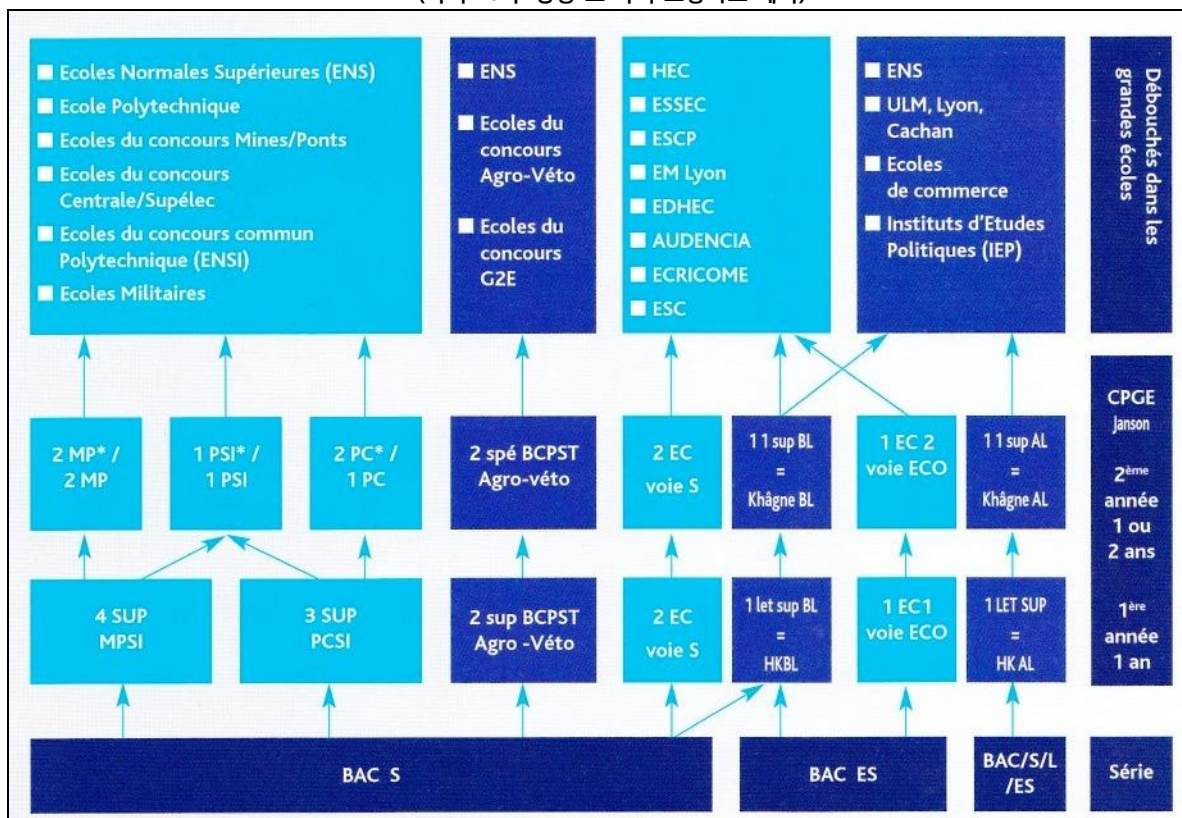 Ecoles Normales Supérieures (ENS)
Ecole Polytechnique
Ecoles du concours Mines/Ponts
Ecoles du concours
Centrale/Supélec
Ecoles du concours commun
Polytechnique (ENSI)
Ecoles Militaires
ENS
Ecoles du
concours
Agro-Véto
Ecoles du
concours
G2E
HEC
ESSEC
ESCP
EM Lyon
EDHEC
AUDENCIA
ECRICOME
ESC
ENS
ULM, Lyon,
Cachan
Ecoles
de commerce
Instituts d'Etudes
Politiques (IEP)
Débouchés dans les
grandes écoles
2 MP* /
2 MP
1 PSI* /
1 PSI
2 PC* /
1 PC
2 spé BCPST
Agro-véto
2 EC
voie S
1 1 sup BL
=
Khâgne BL
1 EC 2
voie ECO
1 1 sup AL
=
Khâgne AL
CPGE
Janson
2ème
année
1 ou
2 ans
4 SUP
MPSI
3 SUP
PCSI
2 sup BCPST
Agro -Véto
2 EC
voie S
1 let sup BL
=
HKBL
1 EC1
voie ECO
1 LET SUP
=
HK AL
1ère
année
1 an
BAC S
BAC ES
BAC/S/L
/ES
Série